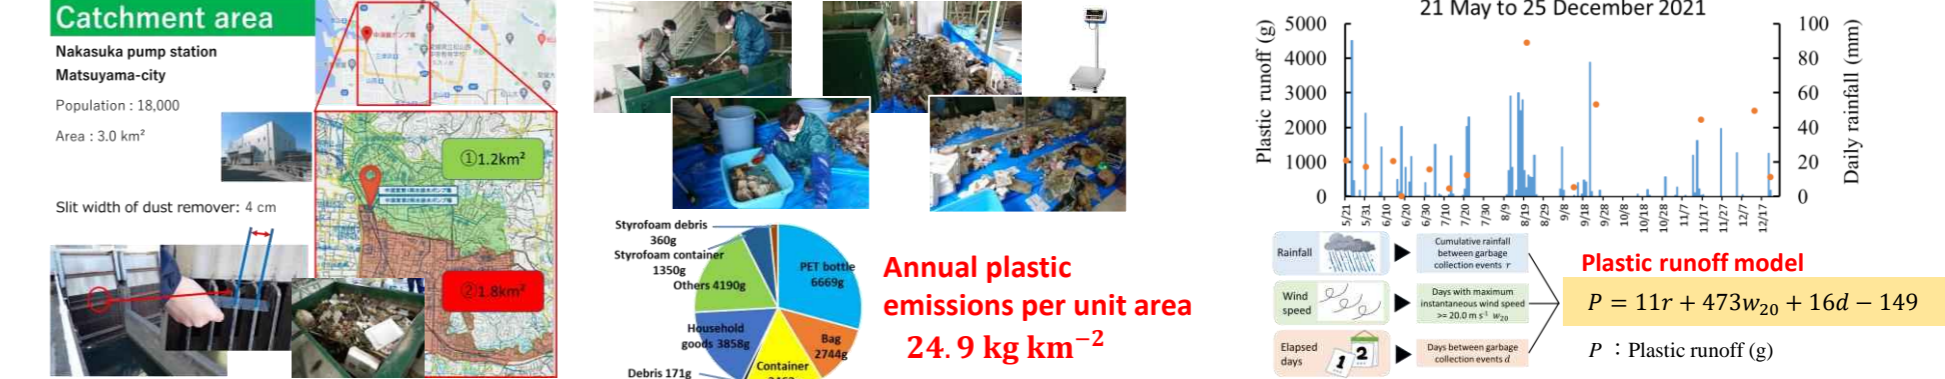 Catchment area
Nakasuka pump station
Matsuyama-city
Population : 18,000
Area : 3.0 km²
Slit width of dust remover: 4 cm
①1.2km²
②1.8km²
Styrofoam debris
360g
Styrofoam container
1350g
Others 4190g
Household
goods 3858g
Debris 171g
PET bottle
6669g
Bag
2744g
Container
Annual plastic
emissions per unit area
24.9 kg km⁻²
21 May to 25 December 2021
Plastic runoff (g)
5000
4000
3000
2000
1000
0
Daily rainfall (mm)
100
80
60
40
20
0
5/21
5/31
6/10
6/20
6/30
7/10
7/20
7/30
8/9
8/19
8/29
9/8
9/18
9/28
10/8
10/18
10/28
11/7
11/17
11/27
12/7
12/17
Rainfall
Cumulative rainfall
between garbage
collection events r
Wind
speed
Days with maximum
instantaneous wind speed
>= 20.0 m s⁻¹ w₂₀
Elapsed
days
1 2
Days between garbage
collection events d
Plastic runoff model
P = 11r + 473w₂₀ + 16d − 149
P ：Plastic runoff (g)